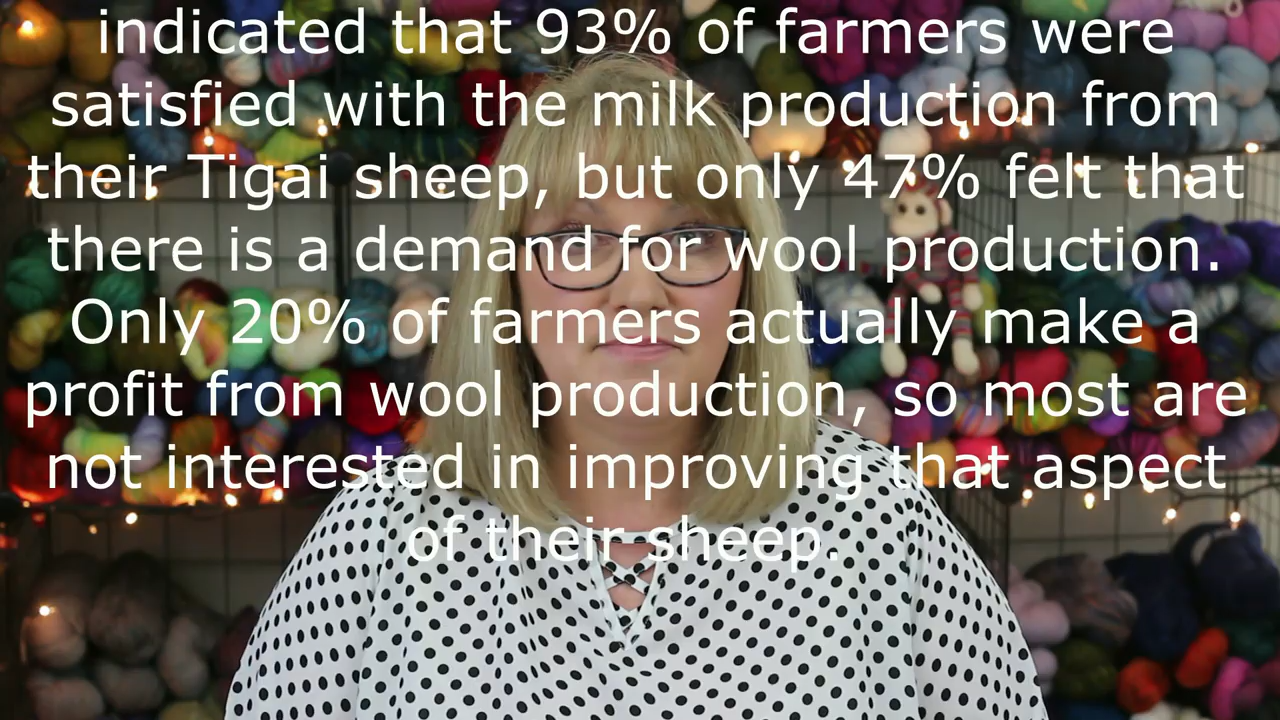 indicated that 93% of farmers were
satisfied with the milk production from
their Tigai sheep, but only 47% felt that
there is a demand for wool production.
Only 20% of farmers actually make a
profit from wool production, so most are
not interested in improving that aspect
of their sheep.